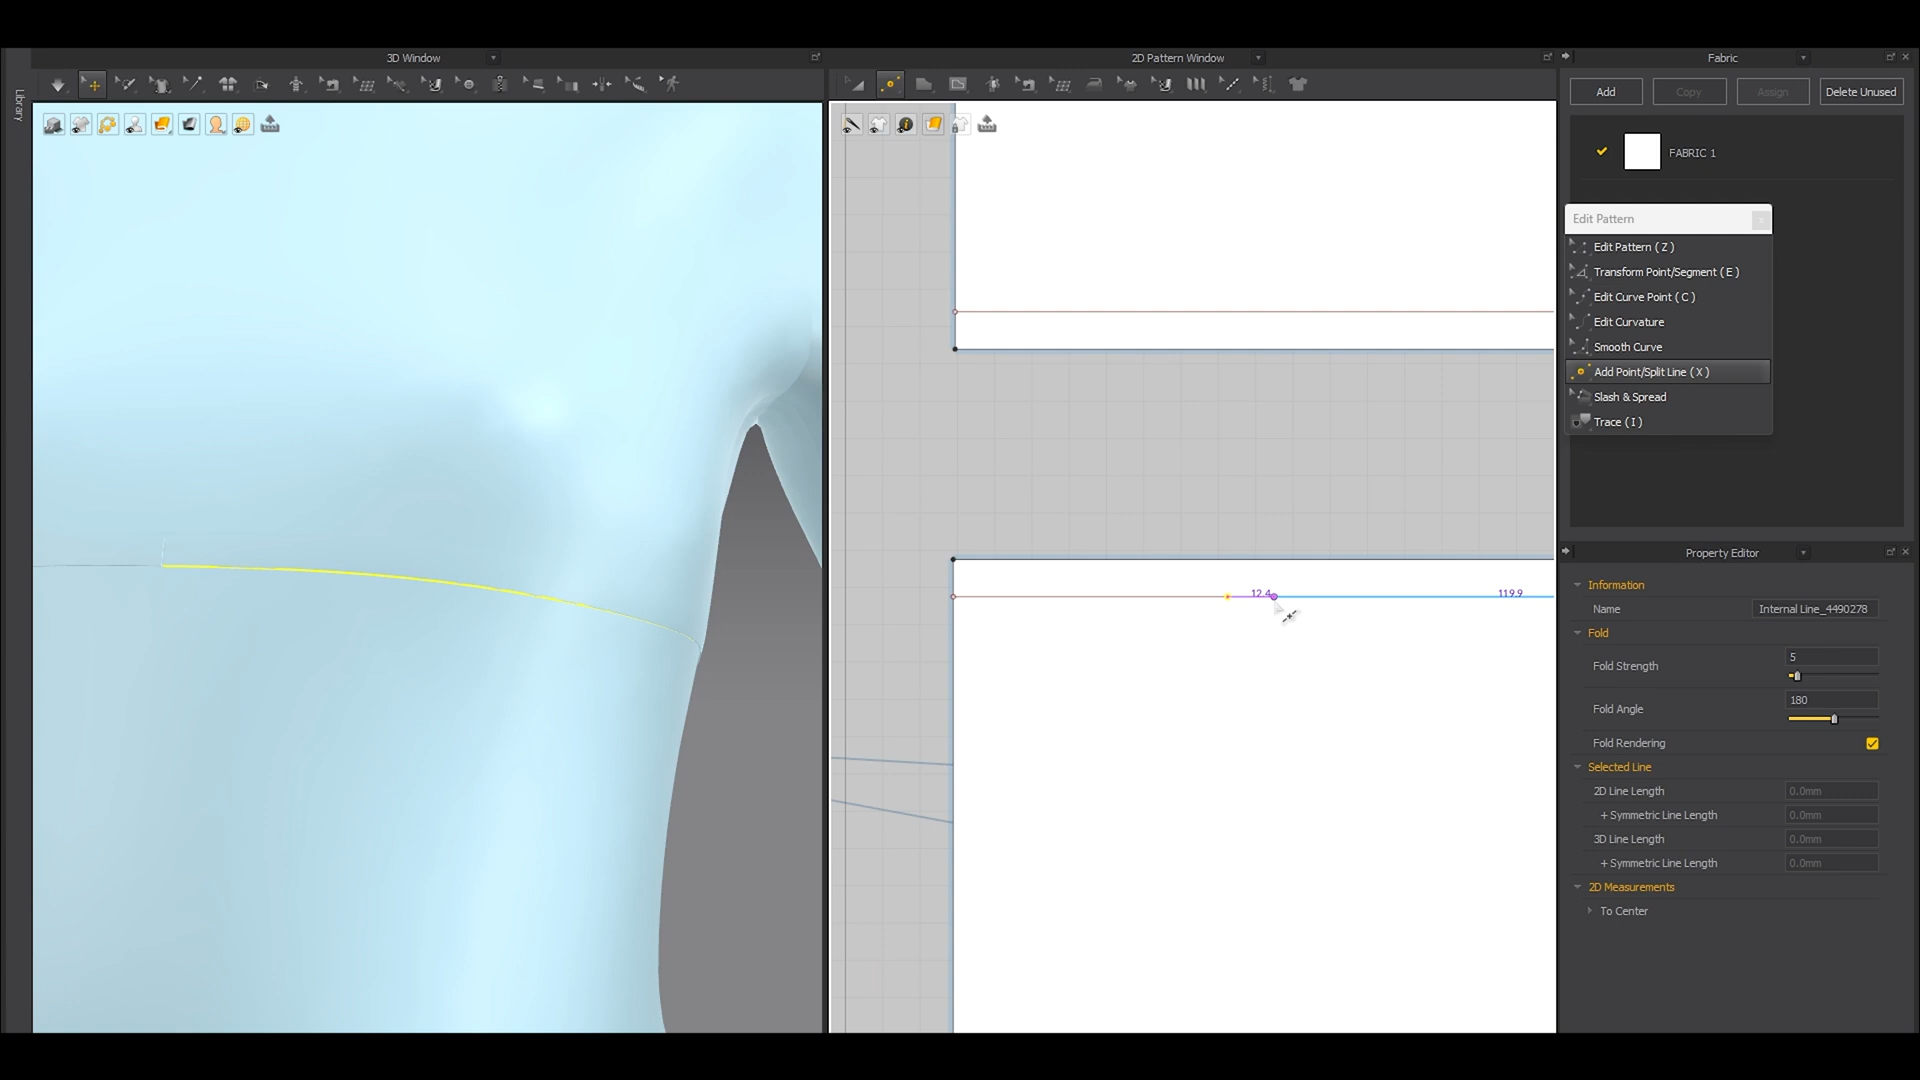 3D Window
2D Pattern Window
Fabric
Library
Add
Copy
Assign
Delete Unused
FABRIC 1
Edit Pattern
Edit Pattern ( Z )
Transform Point/Segment ( E )
Edit Curve Point ( C )
Edit Curvature
Smooth Curve
Add Point/Split Line ( X )
Slash & Spread
Trace ( I )
12.4
119.9
Property Editor
Information
Name
Internal Line_4490278
Fold
Fold Strength
5
Fold Angle
180
Fold Rendering
Selected Line
2D Line Length
0.0mm
+ Symmetric Line Length
0.0mm
3D Line Length
0.0mm
+ Symmetric Line Length
0.0mm
2D Measurements
To Center